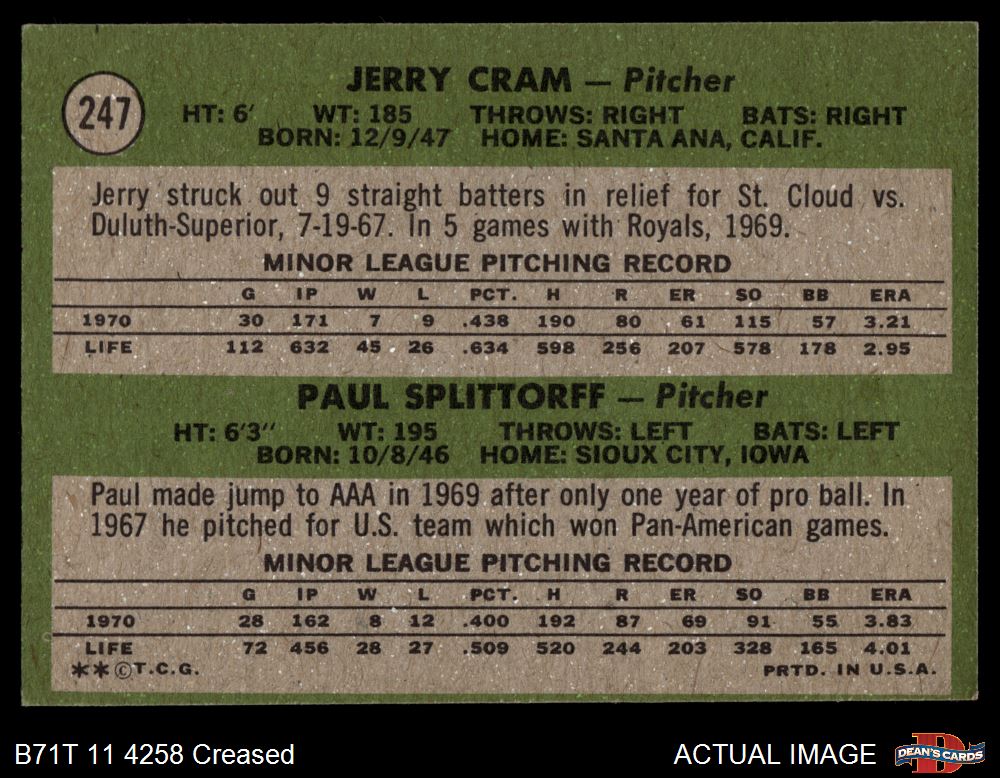 247
JERRY CRAM — Pitcher
HT: 6' WT: 185 THROWS: RIGHT BATS: RIGHT
BORN: 12/9/47 HOME: SANTA ANA, CALIF.
Jerry struck out 9 straight batters in relief for St. Cloud vs.
Duluth-Superior, 7-19-67. In 5 games with Royals, 1969.
MINOR LEAGUE PITCHING RECORD
G IP W L PCT. H R ER SO BB ERA
1970 30 171 7 9 .438 190 80 61 115 57 3.21
LIFE 112 632 45 26 .634 598 256 207 578 178 2.95
PAUL SPLITTORFF — Pitcher
HT: 6'3" WT: 195 THROWS: LEFT BATS: LEFT
BORN: 10/8/46 HOME: SIOUX CITY, IOWA
Paul made jump to AAA in 1969 after only one year of pro ball. In
1967 he pitched for U.S. team which won Pan-American games.
MINOR LEAGUE PITCHING RECORD
G IP W L PCT. H R ER SO BB ERA
1970 28 162 8 12 .400 192 87 69 91 55 3.83
LIFE 72 456 28 27 .509 520 244 203 328 165 4.01
**©T.C.G. PRTD. IN U.S.A.
B71T 11 4258 Creased ACTUAL IMAGE DEAN'S CARDS